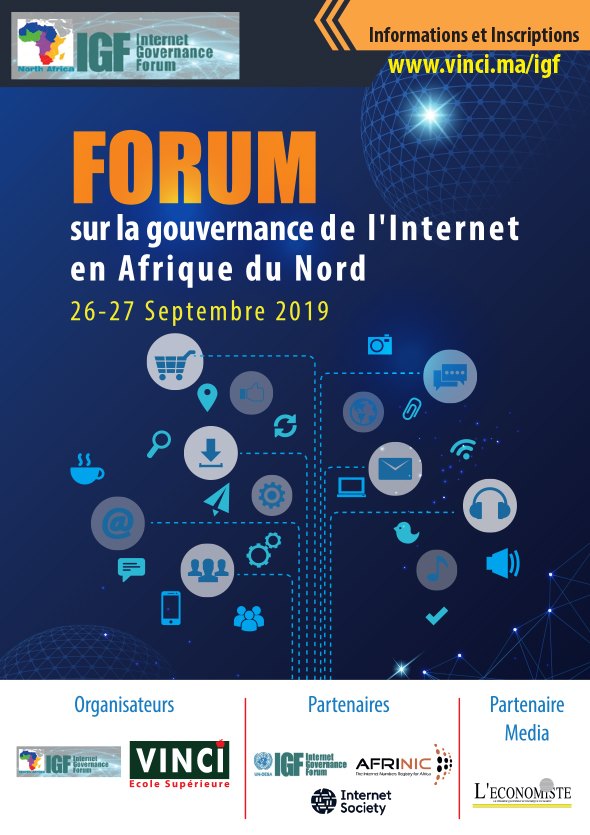 North Africa
IGF Internet
Governance
Forum
Informations et Inscriptions
www.vinci.ma/igf
FORUM
sur la gouvernance de l'Internet
en Afrique du Nord
26-27 Septembre 2019
Organisateurs
IGF Internet
Governance
Forum
VINCI
Ecole Supérieure
Partenaires
UN-DESA
IGF Internet
Governance
Forum
AFRINIC
The Internet Numbers Registry for Africa
Internet
Society
Partenaire
Media
L'ECONOMISTE